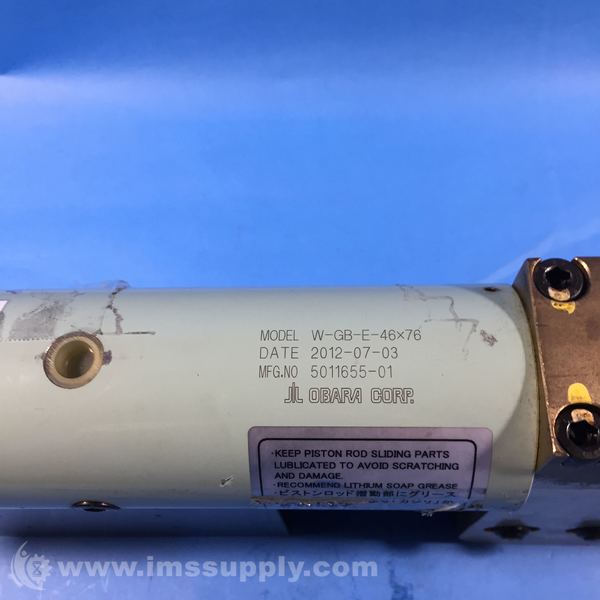 MODEL W-GB-E-46×76
DATE 2012-07-03
MFG.NO 5011655-01
OBARA CORP.
·KEEP PISTON ROD SLIDING PARTS
LUBLICATED TO AVOID SCRATCHING
AND DAMAGE.
·RECOMMEND LITHIUM SOAP GREASE
·ピストンロッド摺動部にグリース
www.imssupply.com